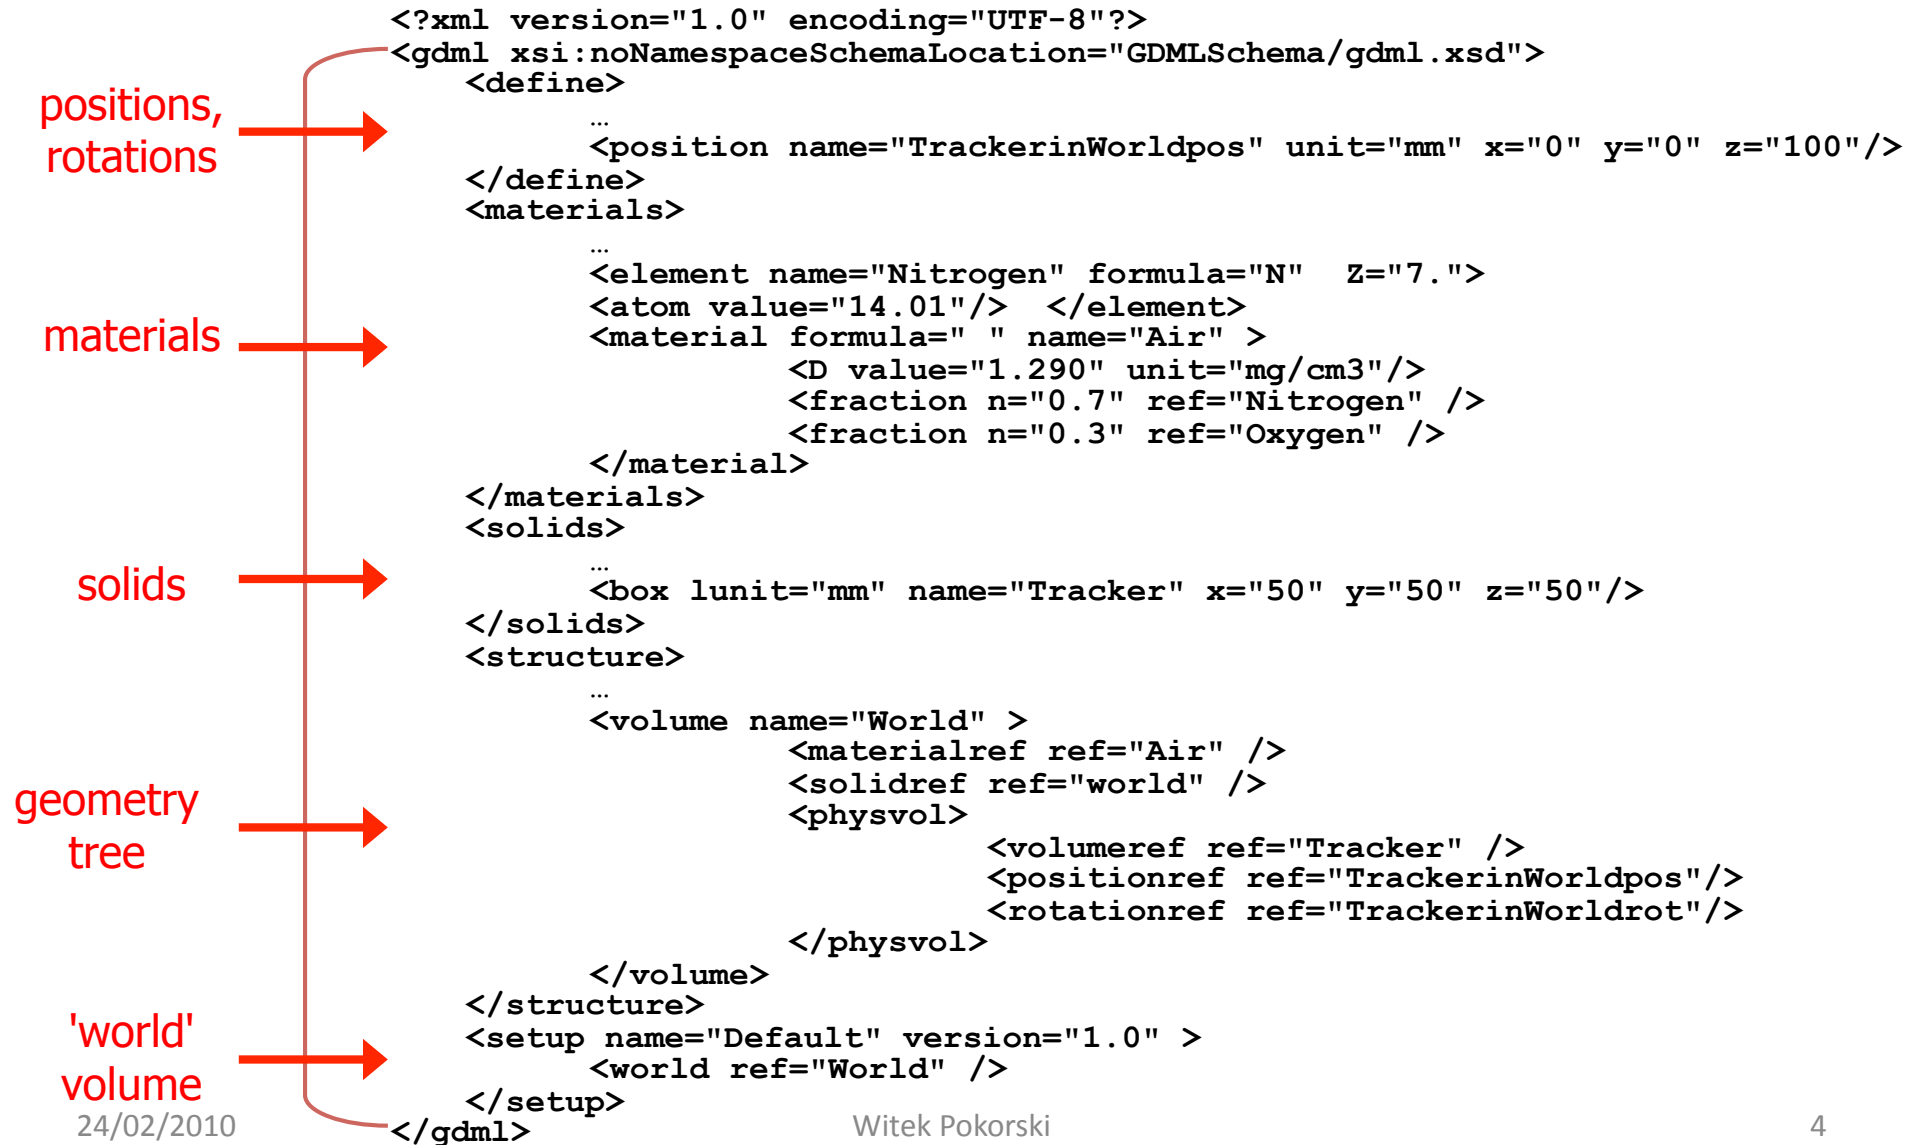 <?xml version="1.0" encoding="UTF-8"?>
<gdml xsi:noNamespaceSchemaLocation="GDMLSchema/gdml.xsd">
<define>
…
<position name="TrackerinWorldpos" unit="mm" x="0" y="0" z="100"/>
</define>
<materials>
…
<element name="Nitrogen" formula="N"  Z="7.">
<atom value="14.01"/>  </element>
<material formula=" " name="Air" >
<D value="1.290" unit="mg/cm3"/>
<fraction n="0.7" ref="Nitrogen" />
<fraction n="0.3" ref="Oxygen" />
</material>
</materials>
<solids>
…
<box lunit="mm" name="Tracker" x="50" y="50" z="50"/>
</solids>
<structure>
…
<volume name="World" >
<materialref ref="Air" />
<solidref ref="world" />
<physvol>
<volumeref ref="Tracker" />
<positionref ref="TrackerinWorldpos"/>
<rotationref ref="TrackerinWorldrot"/>
</physvol>
</volume>
</structure>
<setup name="Default" version="1.0" >
<world ref="World" />
</setup>
</gdml>
positions,
rotations
materials
solids
geometry
tree
'world'
volume
24/02/2010
Witek Pokorski
4